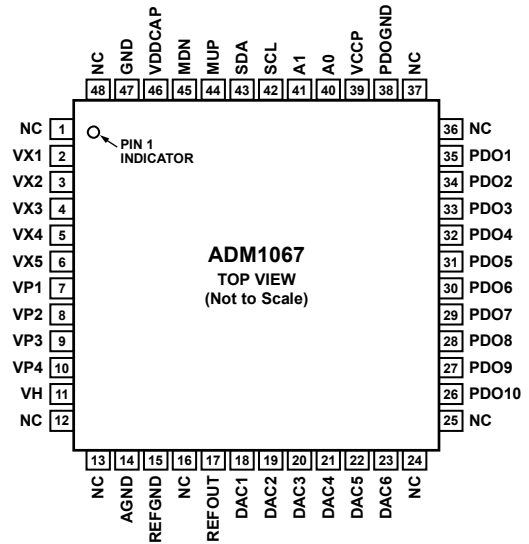 NC
GND
VDDCAP
MDN
MUP
SDA
SCL
A1
A0
VCCP
PDOGND
NC
48
47
46
45
44
43
42
41
40
39
38
37
NC 1
VX1 2
VX2 3
VX3 4
VX4 5
VX5 6
VP1 7
VP2 8
VP3 9
VP4 10
VH 11
NC 12
PIN 1
INDICATOR
ADM1067
TOP VIEW
(Not to Scale)
36 NC
35 PDO1
34 PDO2
33 PDO3
32 PDO4
31 PDO5
30 PDO6
29 PDO7
28 PDO8
27 PDO9
26 PDO10
25 NC
13
14
15
16
17
18
19
20
21
22
23
24
NC
AGND
REFGND
NC
REFOUT
DAC1
DAC2
DAC3
DAC4
DAC5
DAC6
NC